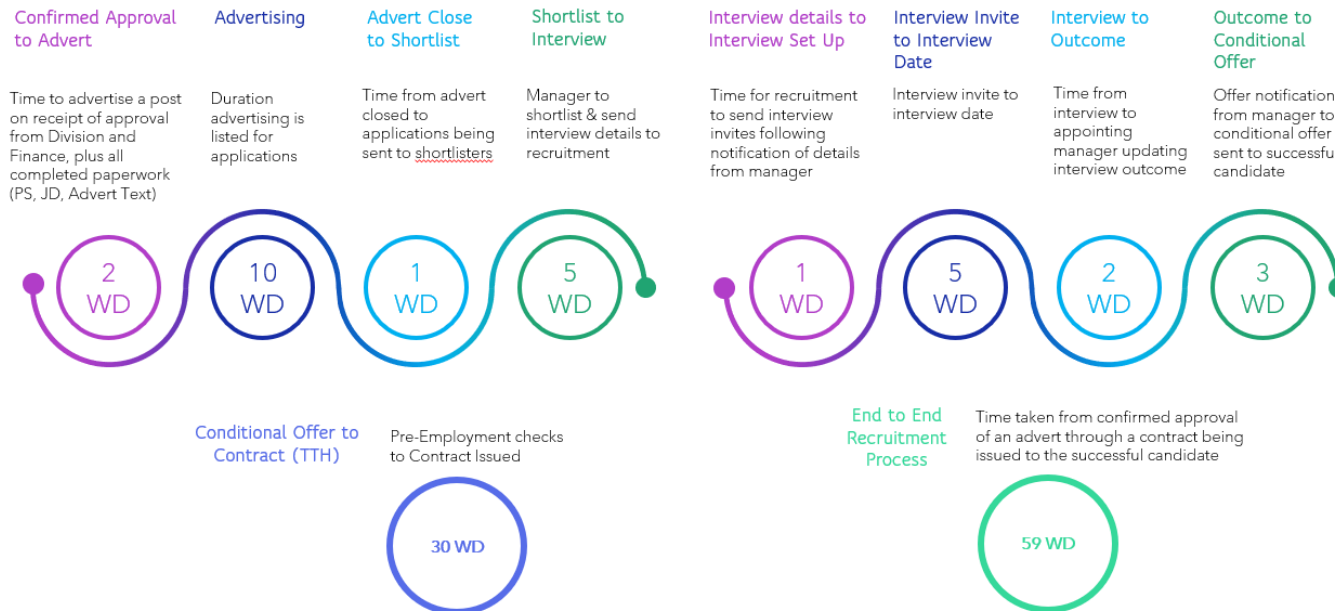 Confirmed Approval
to Advert
Time to advertise a post
on receipt of approval
from Division and
Finance, plus all
completed paperwork
(PS, JD, Advert Text)
2
WD
Advertising
Duration
advertising is
listed for
applications
10
WD
Advert Close
to Shortlist
Time from advert
closed to
applications being
sent to shortlisters
1
WD
Shortlist to
Interview
Manager to
shortlist & send
interview details to
recruitment
5
WD
Interview details to
Interview Set Up
Time for recruitment
to send interview
invites following
notification of details
from manager
1
WD
Interview Invite
to Interview
Date
Interview invite to
interview date
5
WD
Interview to
Outcome
Time from
interview to
appointing
manager updating
interview outcome
2
WD
Outcome to
Conditional
Offer
Offer notification
from manager to
conditional offer
sent to successfu
candidate
3
WD
Conditional Offer to
Contract (TTH)
Pre-Employment checks
to Contract Issued
30 WD
End to End
Recruitment
Process
Time taken from confirmed approval
of an advert through a contract being
issued to the successful candidate
59 WD